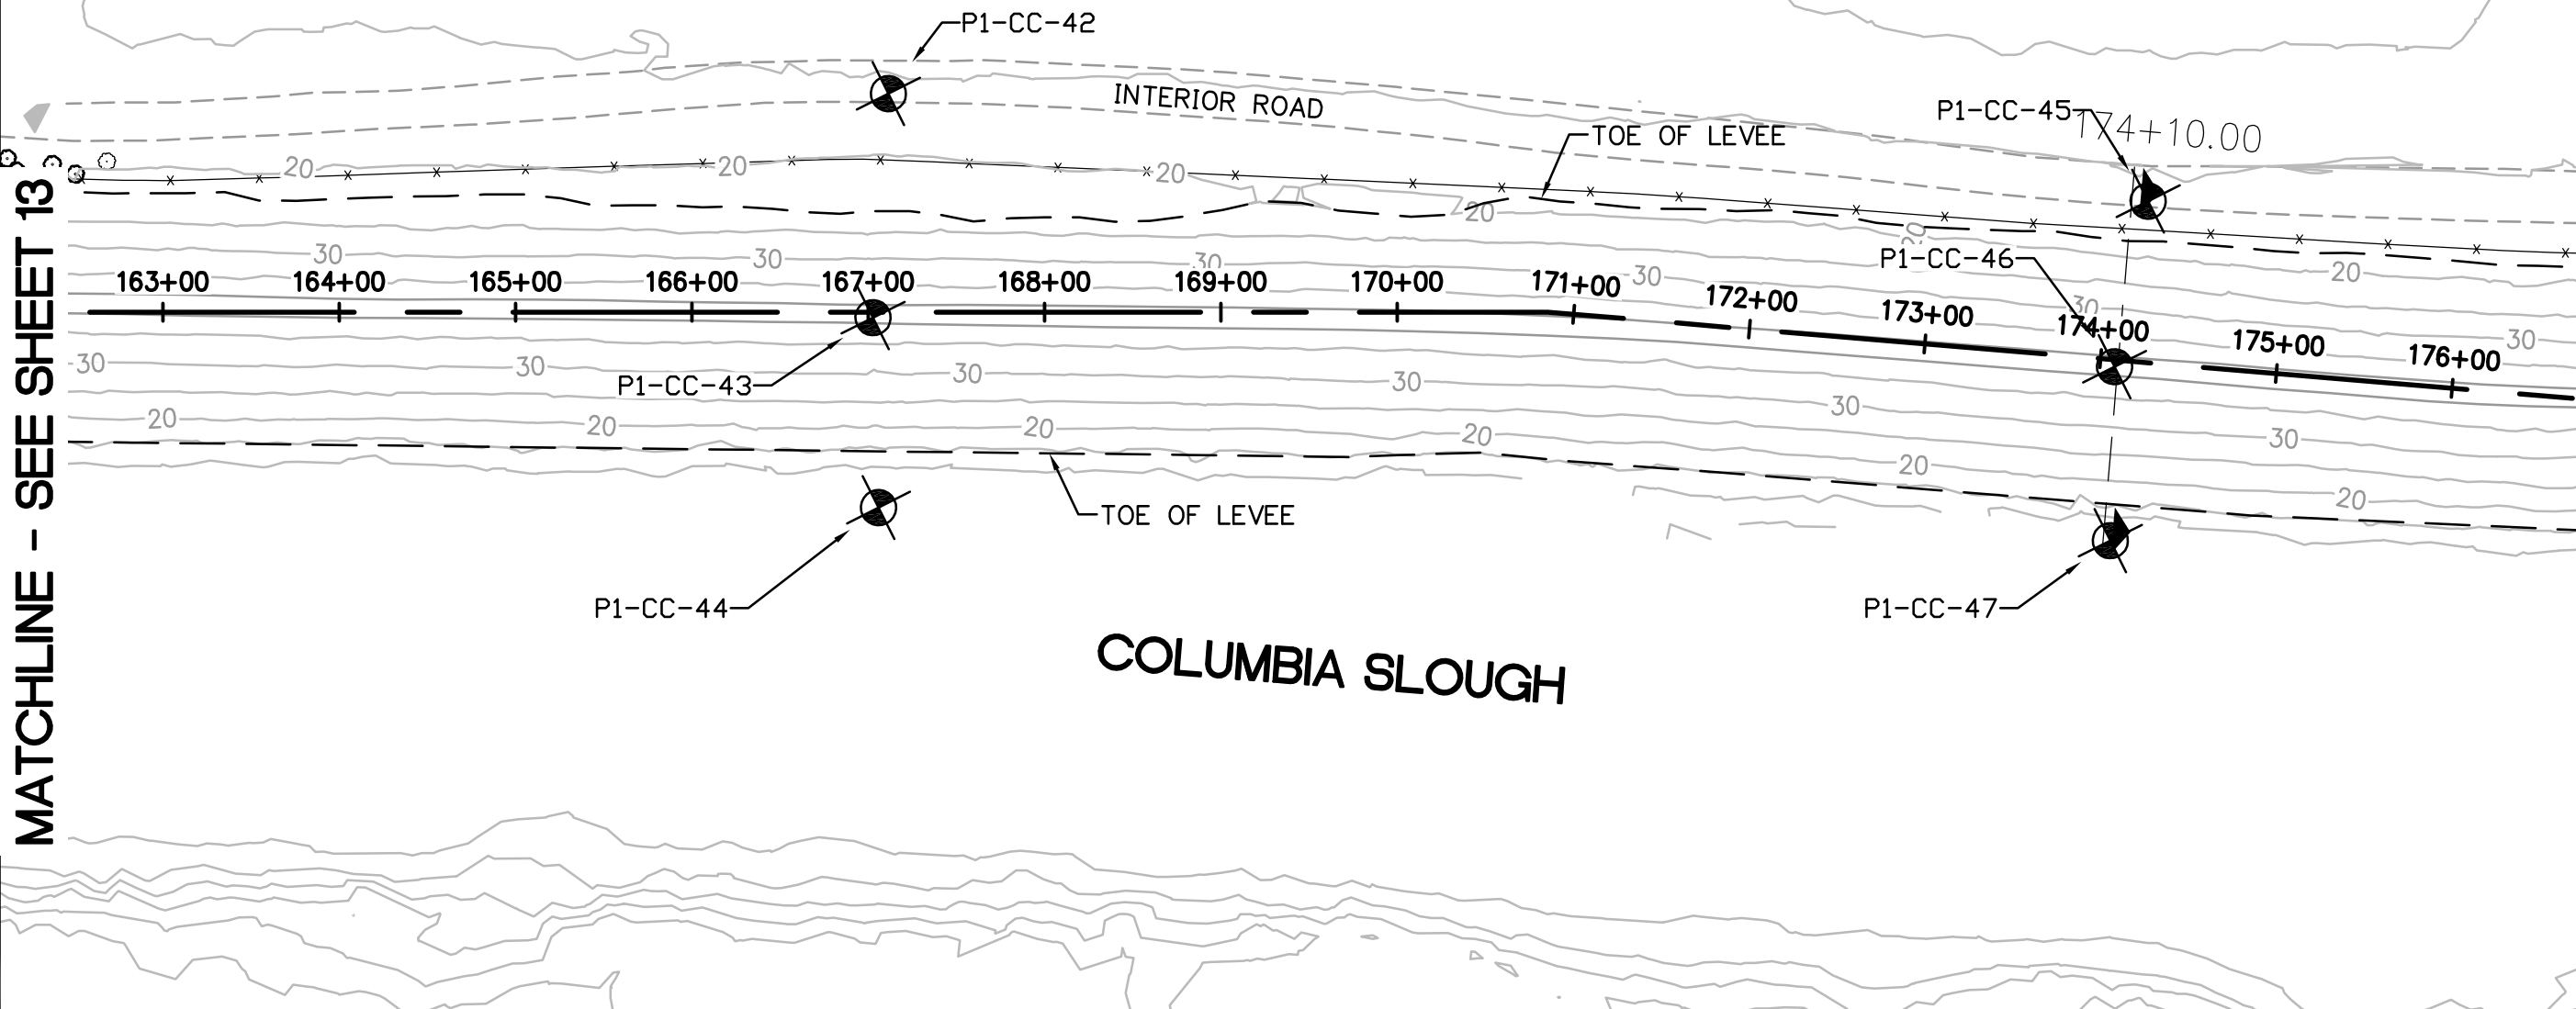 P1-CC-42
INTERIOR ROAD
TOE OF LEVEE
P1-CC-45
174+10.00
20
20
20
20
20
P1-CC-46
20
30
30
30
30
30
30
163+00 164+00 165+00 166+00 167+00 168+00 169+00 170+00 171+00 172+00 173+00 174+00 175+00 176+00
30
30
30
30
30
30
P1-CC-43
20
20
20
20
20
20
TOE OF LEVEE
P1-CC-44
P1-CC-47
COLUMBIA SLOUGH
MATCHLINE - SEE SHEET 13